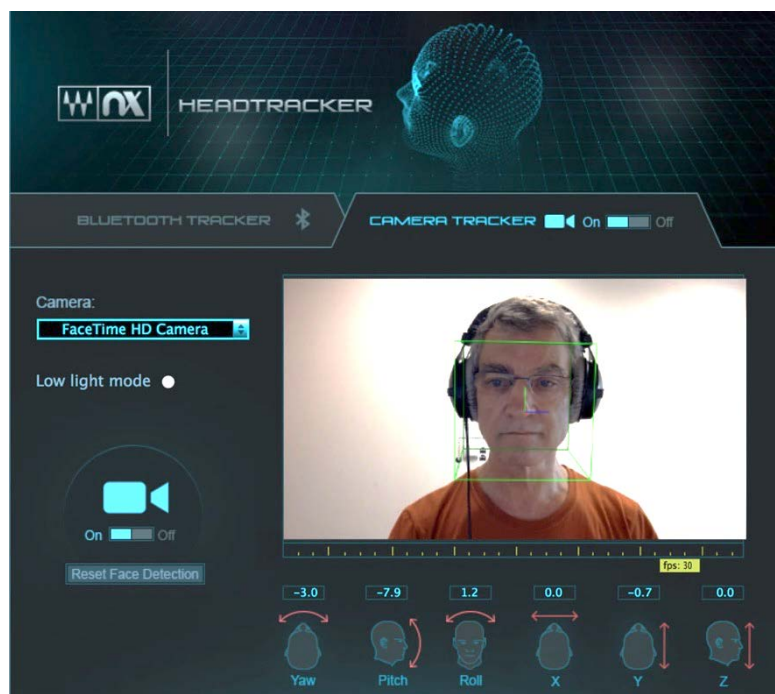 W nx HEADTRACKER
BLUETOOTH TRACKER
CAMERA TRACKER On Off
Camera:
FaceTime HD Camera
Low light mode
On Off
Reset Face Detection
fps: 30
-3.0 -7.9 1.2 0.0 -0.7 0.0
Yaw Pitch Roll X Y Z